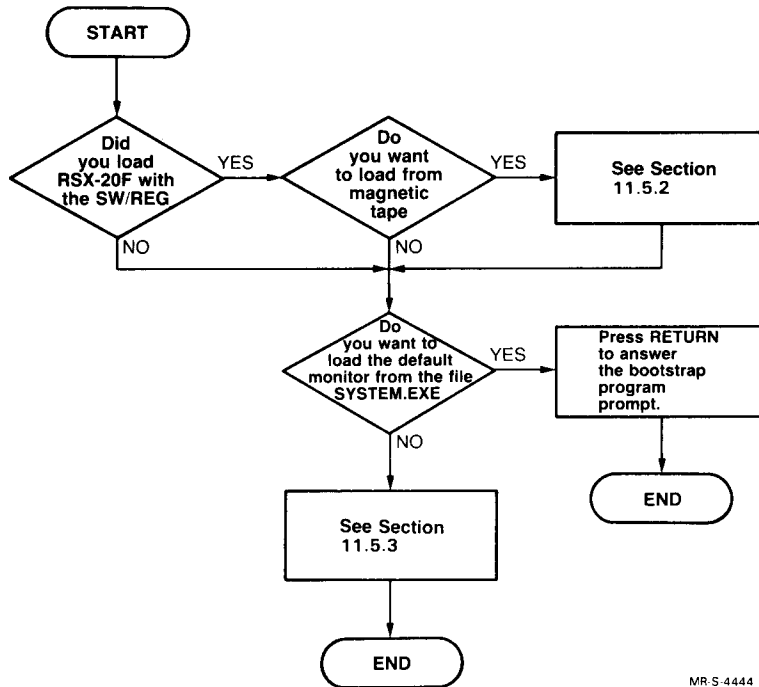 START
Did
you load
RSX-20F with
the SW/REG
YES
NO
Do
you want
to load from
magnetic
tape
YES
NO
See Section
11.5.2
Do
you want to
load the default
monitor from the file
SYSTEM.EXE
YES
NO
Press RETURN
to answer
the bootstrap
program
prompt.
END
See Section
11.5.3
END
MR-S-4444